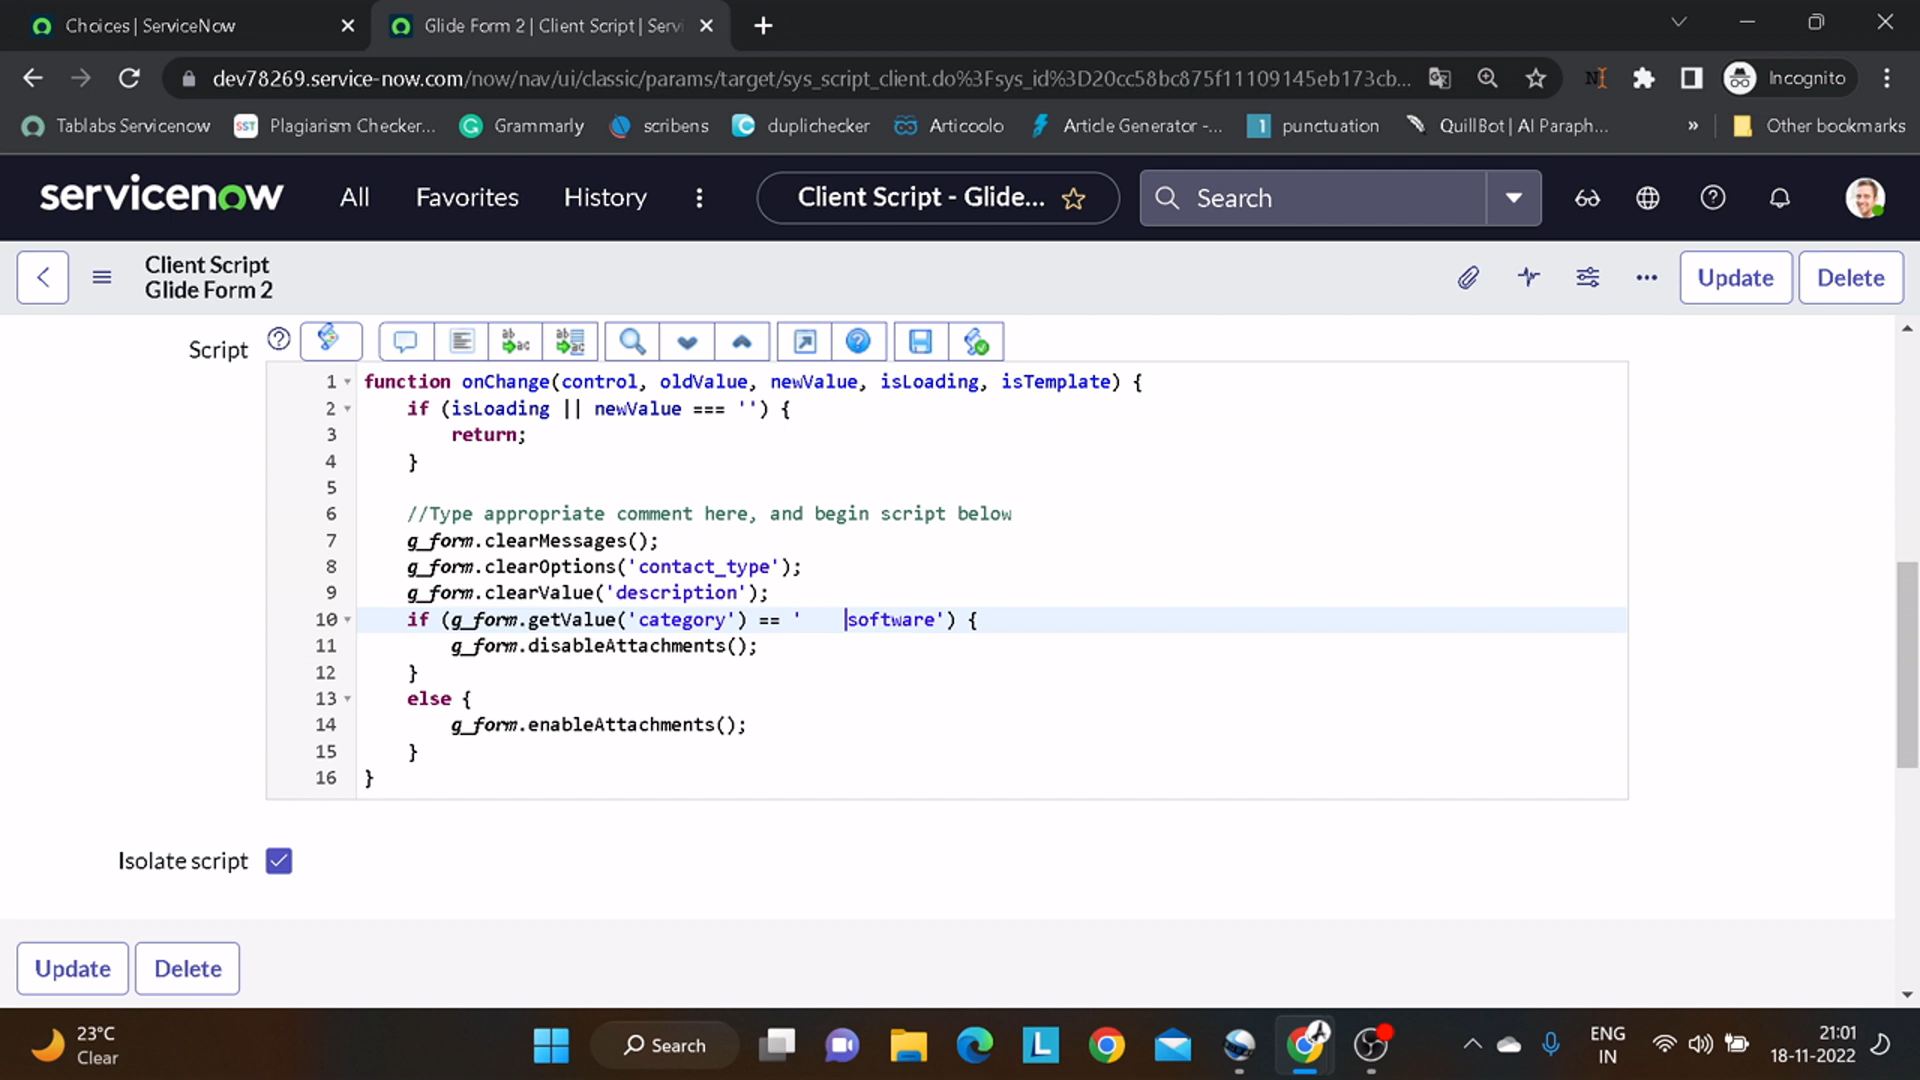 Choices | ServiceNow
Glide Form 2 | Client Script | Servi
dev78269.service-now.com/now/nav/ui/classic/params/target/sys_script_client.do%3Fsys_id%3D20cc58bc875f11109145eb173cb...
Incognito
Tablabs Servicenow
SST
Plagiarism Checker...
Grammarly
scribens
duplichecker
Articoolo
Article Generator -...
1
punctuation
QuillBot | AI Paraph...
»
Other bookmarks
servicenow
All
Favorites
History
Client Script - Glide...
Search
Client Script
Glide Form 2
Update
Delete
Script
1 function onChange(control, oldValue, newValue, isLoading, isTemplate) {
2 if (isLoading || newValue === '') {
3 return;
4 }
5
6 //Type appropriate comment here, and begin script below
7 g_form.clearMessages();
8 g_form.clearOptions('contact_type');
9 g_form.clearValue('description');
10 if (g_form.getValue('category') == '    software') {
11 g_form.disableAttachments();
12 }
13 else {
14 g_form.enableAttachments();
15 }
16 }
Isolate script
Update
Delete
23°C
Clear
Search
L
ENG
IN
21:01
18-11-2022